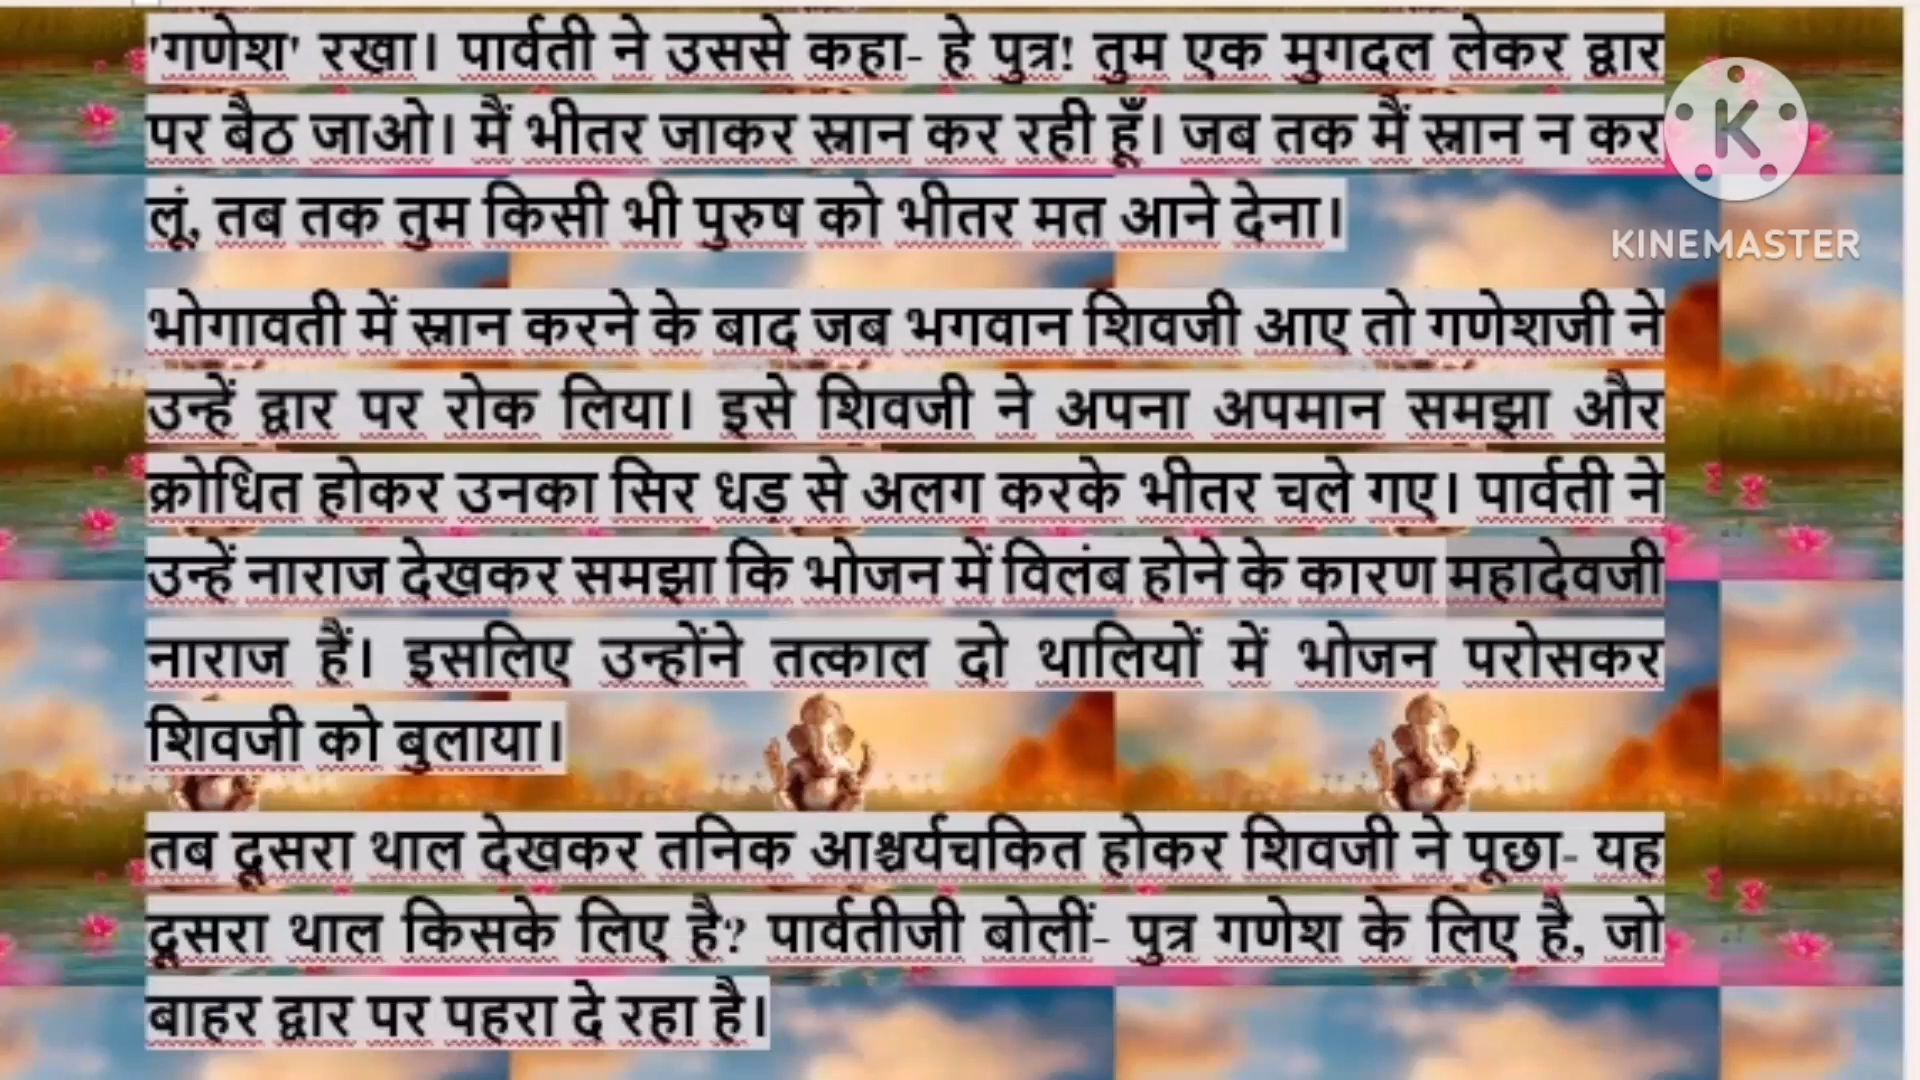 'गणेश' रखा। पार्वती ने उससे कहा- हे पुत्र! तुम एक मुगदल लेकर द्वार
पर बैठ जाओ। मैं भीतर जाकर स्नान कर रही हूँ। जब तक मैं स्नान न कर
लूं, तब तक तुम किसी भी पुरुष को भीतर मत आने देना।
KINEMASTER
भोगावती में स्नान करने के बाद जब भगवान शिवजी आए तो गणेशजी ने
उन्हें द्वार पर रोक लिया। इसे शिवजी ने अपना अपमान समझा और
क्रोधित होकर उनका सिर धड़ से अलग करके भीतर चले गए। पार्वती ने
उन्हें नाराज देखकर समझा कि भोजन में विलंब होने के कारण महादेवजी
नाराज हैं। इसलिए उन्होंने तत्काल दो थालियों में भोजन परोसकर
शिवजी को बुलाया।
तब दूसरा थाल देखकर तनिक आश्चर्यचकित होकर शिवजी ने पूछा- यह
दूसरा थाल किसके लिए है? पार्वतीजी बोलीं- पुत्र गणेश के लिए है, जो
बाहर द्वार पर पहरा दे रहा है।